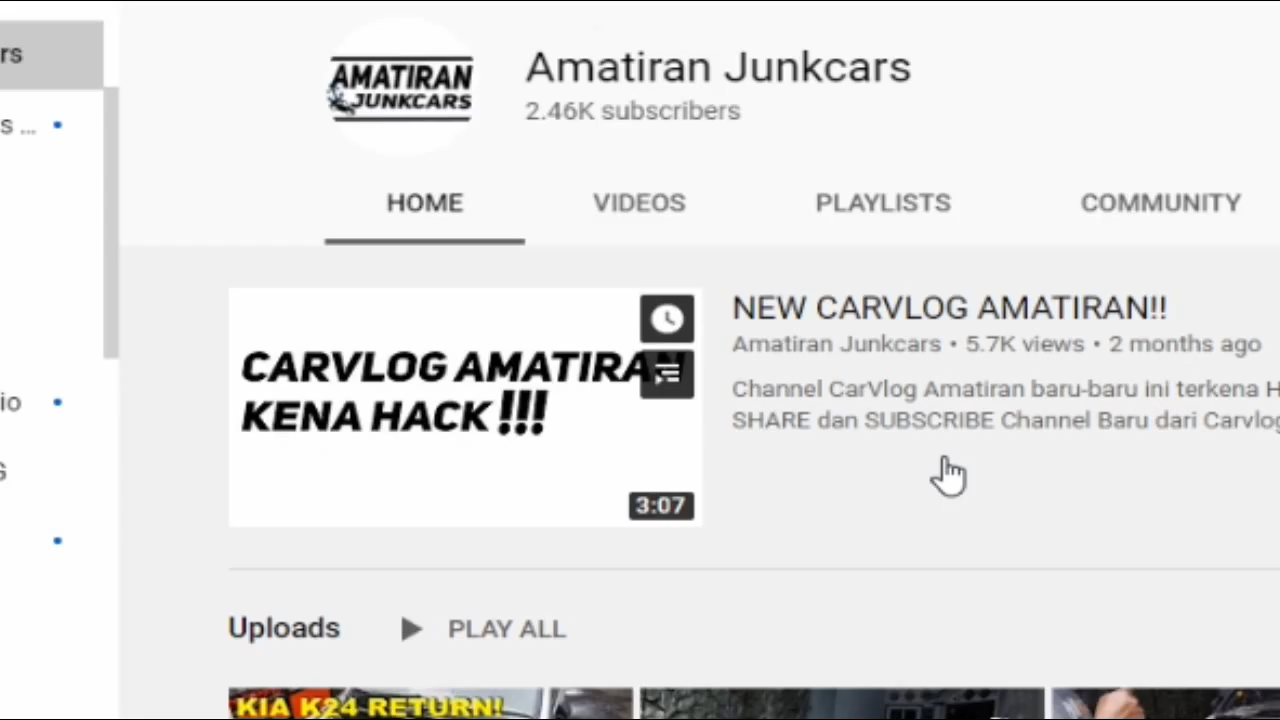 rs
s ...
io
AMATIRAN
JUNKCARS
Amatiran Junkcars
2.46K subscribers
HOME
VIDEOS
PLAYLISTS
COMMUNITY
CARVLOG AMATIRAN
KENA HACK !!!
3:07
NEW CARVLOG AMATIRAN!!
Amatiran Junkcars • 5.7K views • 2 months ago
Channel CarVlog Amatiran baru-baru ini terkena H
SHARE dan SUBSCRIBE Channel Baru dari Carvlog
Uploads
PLAY ALL
KIA K24 RETURN!